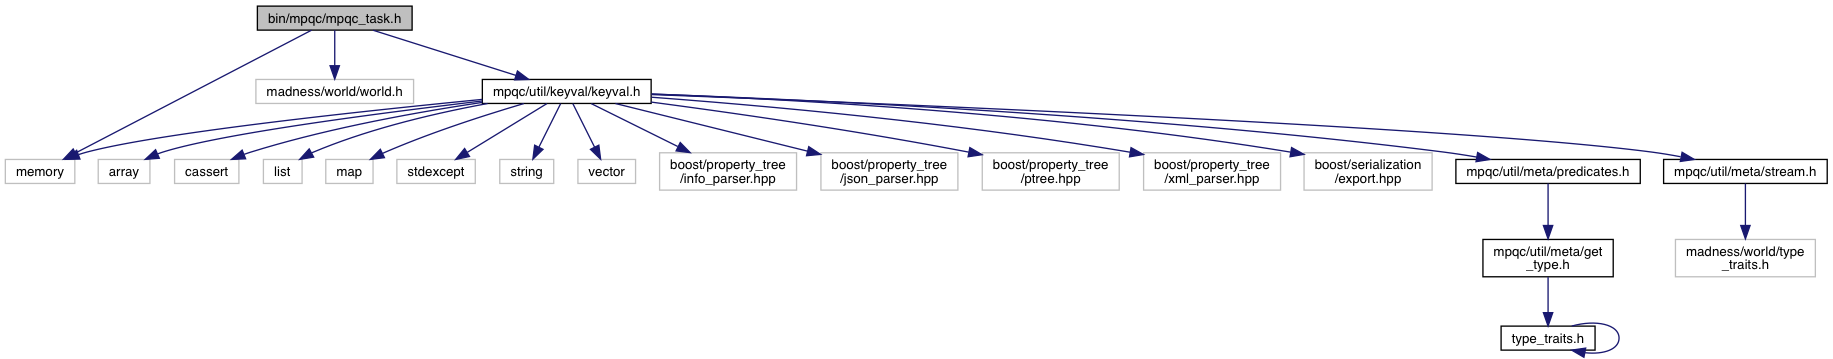 bin/mpqc/mpqc_task.h
madness/world/world.h
mpqc/util/keyval/keyval.h
memory
array
cassert
list
map
stdexcept
string
vector
boost/property_tree
/info_parser.hpp
boost/property_tree
/json_parser.hpp
boost/property_tree
/ptree.hpp
boost/property_tree
/xml_parser.hpp
boost/serialization
/export.hpp
mpqc/util/meta/predicates.h
mpqc/util/meta/stream.h
mpqc/util/meta/get
_type.h
madness/world/type
_traits.h
type_traits.h